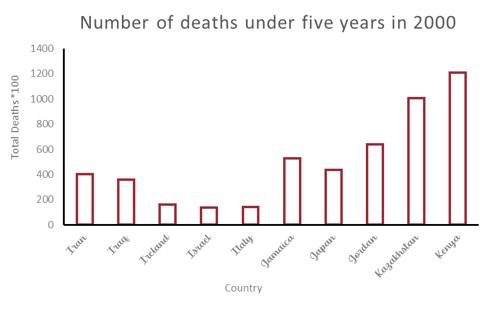 Number of deaths under five years in 2000
Total Deaths*100
1400
1200
1000
800
600
400
200
0
Iran
Iraq
Ireland
Israel
Italy
Jamaica
Japan
Jordan
Kazakhstan
Kenya
Country